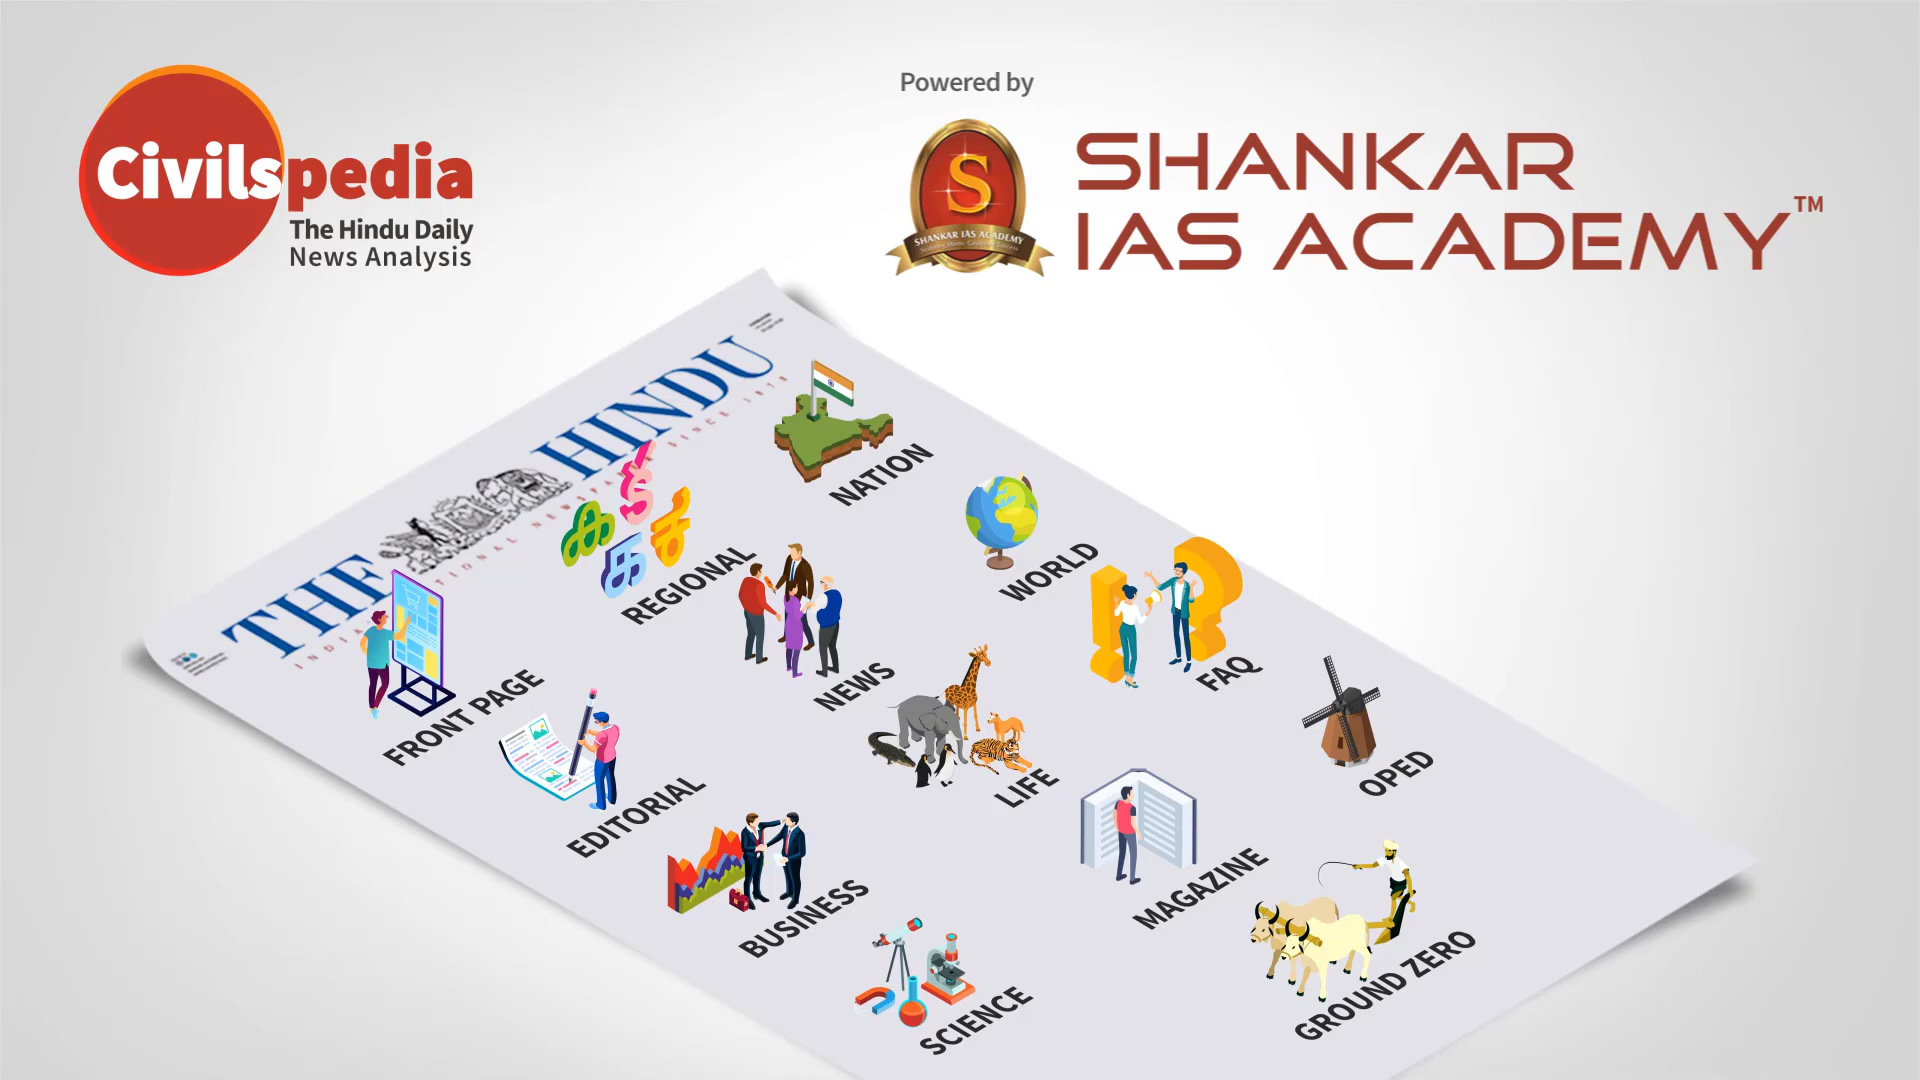 Powered by
Civilspedia
The Hindu Daily
News Analysis
S
SHANKAR IAS ACADEMY
SHANKAR
IAS ACADEMY™
THE HINDU
NATION
REGIONAL
WORLD
FRONT PAGE
NEWS
FAQ
EDITORIAL
LIFE
OPED
BUSINESS
MAGAZINE
SCIENCE
GROUND ZERO